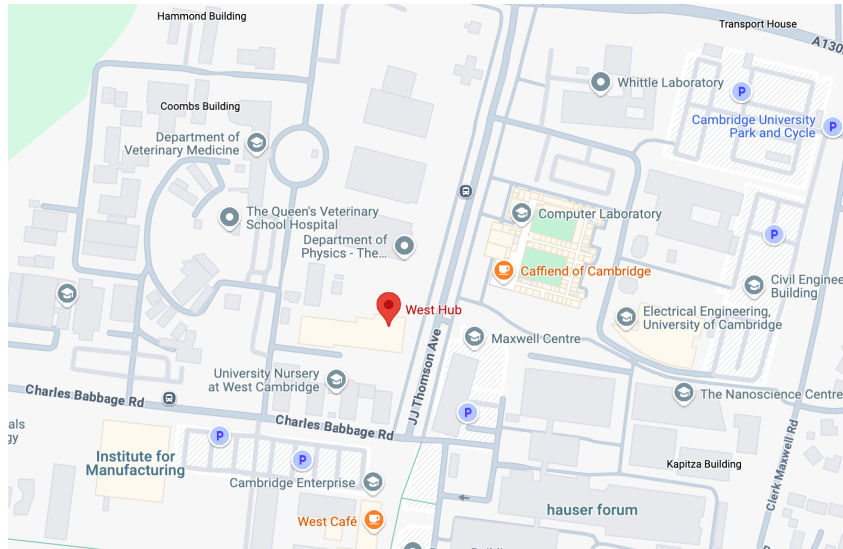 Hammond Building
Transport House
A130
Whittle Laboratory
P
Coombs Building
Cambridge University
Park and Cycle
P
Department of
Veterinary Medicine
The Queen's Veterinary
School Hospital
Computer Laboratory
P
Department of
Physics - The...
Caffiend of Cambridge
Civil Engine
Building
West Hub
Electrical Engineering,
University of Cambridge
Maxwell Centre
JJ Thomson Ave
University Nursery
at West Cambridge
The Nanoscience Centre
Charles Babbage Rd
Charles Babbage Rd
P
als
gy
P
Institute for
Manufacturing
P
Kapitza Building
Clerk Maxwell Rd
Cambridge Enterprise
hauser forum
West Café